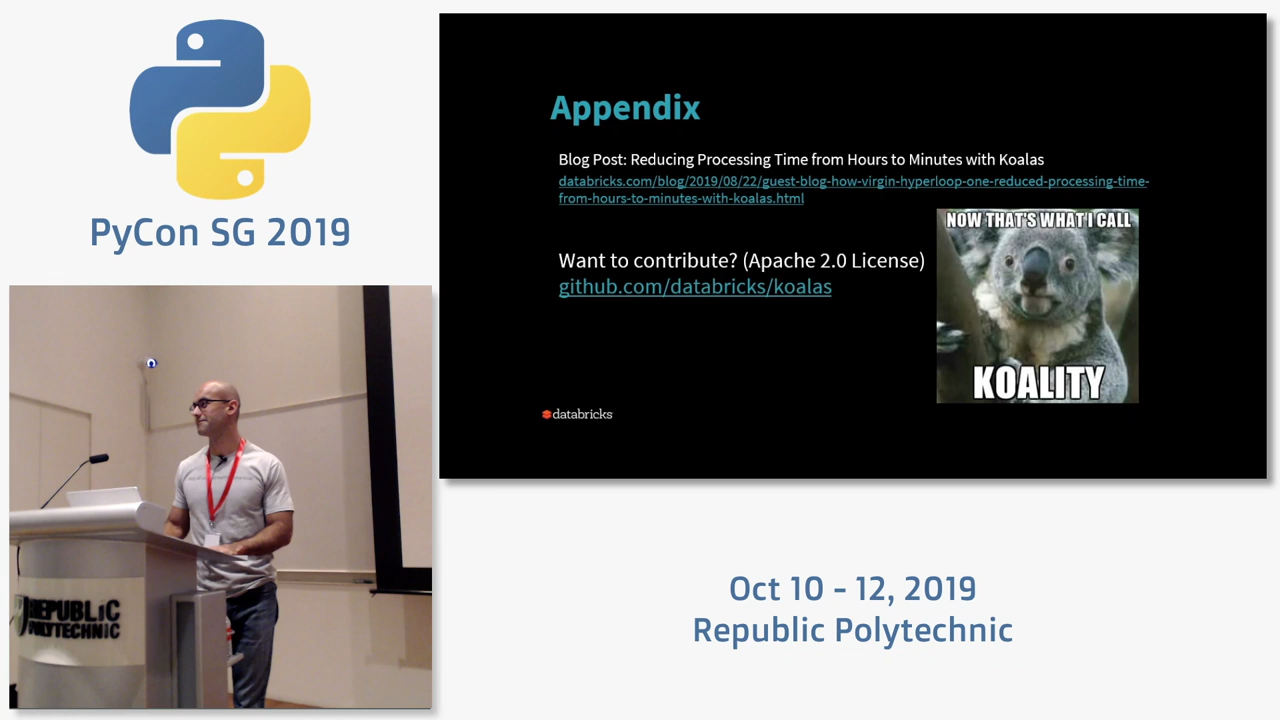 PyCon SG 2019
Appendix
Blog Post: Reducing Processing Time from Hours to Minutes with Koalas
databricks.com/blog/2019/08/22/guest-blog-how-virgin-hyperloop-one-reduced-processing-time-
from-hours-to-minutes-with-koalas.html
Want to contribute? (Apache 2.0 License)
github.com/databricks/koalas
NOW THAT'S WHAT I CALL
KOALITY
databricks
REPUBLIC
POLYTECHNIC
Oct 10 - 12, 2019
Republic Polytechnic